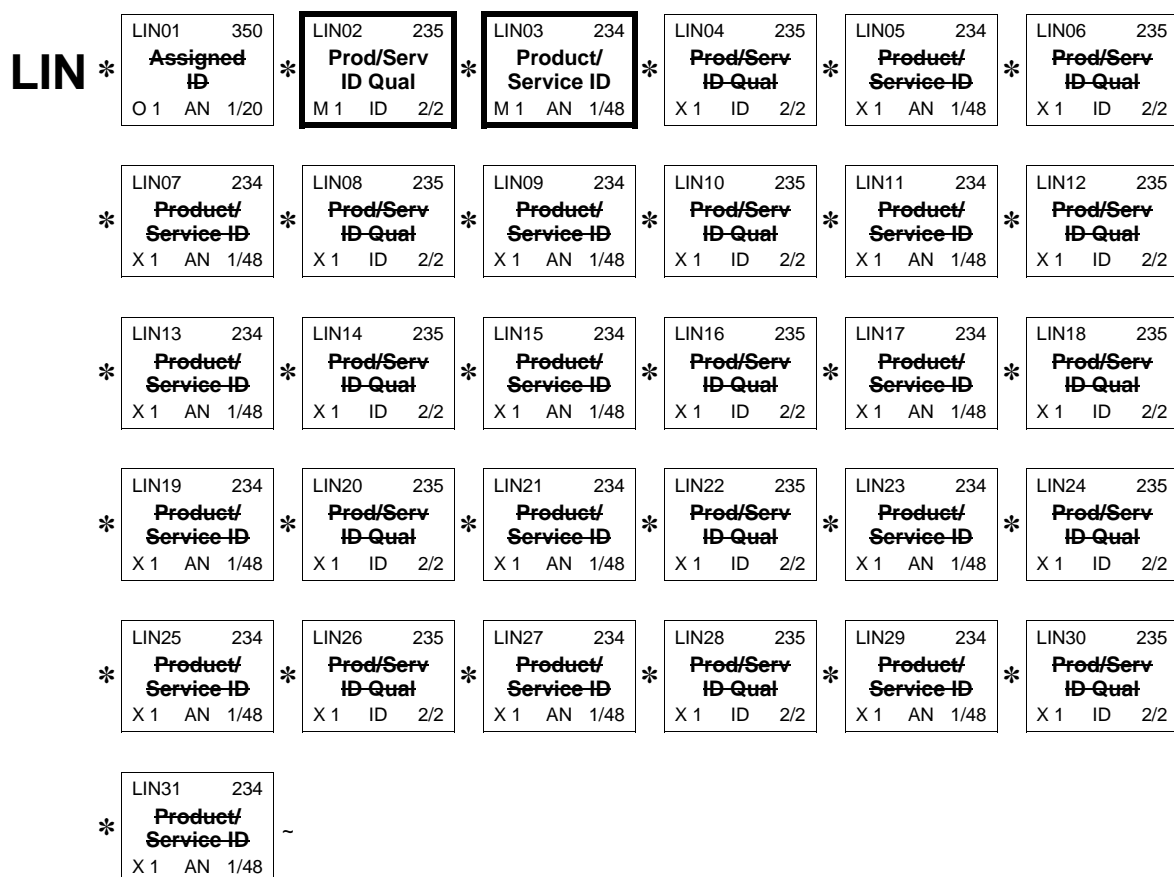 LIN01 350 LIN02 235 LIN03 234 LIN04 235 LIN05 234 LIN06 235
LIN * Assigned * Prod/Serv * Product/ * Prod/Serv * Product/ * Prod/Serv
ID ID Qual Service ID ID Qual Service ID ID Qual
O 1 AN 1/20 M 1 ID 2/2 M 1 AN 1/48 X 1 ID 2/2 X 1 AN 1/48 X 1 ID 2/2
LIN07 234 LIN08 235 LIN09 234 LIN10 235 LIN11 234 LIN12 235
* Product/ * Prod/Serv * Product/ * Prod/Serv * Product/ * Prod/Serv
Service ID ID Qual Service ID ID Qual Service ID ID Qual
X 1 AN 1/48 X 1 ID 2/2 X 1 AN 1/48 X 1 ID 2/2 X 1 AN 1/48 X 1 ID 2/2
LIN13 234 LIN14 235 LIN15 234 LIN16 235 LIN17 234 LIN18 235
* Product/ * Prod/Serv * Product/ * Prod/Serv * Product/ * Prod/Serv
Service ID ID Qual Service ID ID Qual Service ID ID Qual
X 1 AN 1/48 X 1 ID 2/2 X 1 AN 1/48 X 1 ID 2/2 X 1 AN 1/48 X 1 ID 2/2
LIN19 234 LIN20 235 LIN21 234 LIN22 235 LIN23 234 LIN24 235
* Product/ * Prod/Serv * Product/ * Prod/Serv * Product/ * Prod/Serv
Service ID ID Qual Service ID ID Qual Service ID ID Qual
X 1 AN 1/48 X 1 ID 2/2 X 1 AN 1/48 X 1 ID 2/2 X 1 AN 1/48 X 1 ID 2/2
LIN25 234 LIN26 235 LIN27 234 LIN28 235 LIN29 234 LIN30 235
* Product/ * Prod/Serv * Product/ * Prod/Serv * Product/ * Prod/Serv
Service ID ID Qual Service ID ID Qual Service ID ID Qual
X 1 AN 1/48 X 1 ID 2/2 X 1 AN 1/48 X 1 ID 2/2 X 1 AN 1/48 X 1 ID 2/2
LIN31 234
* Product/ ~
Service ID
X 1 AN 1/48